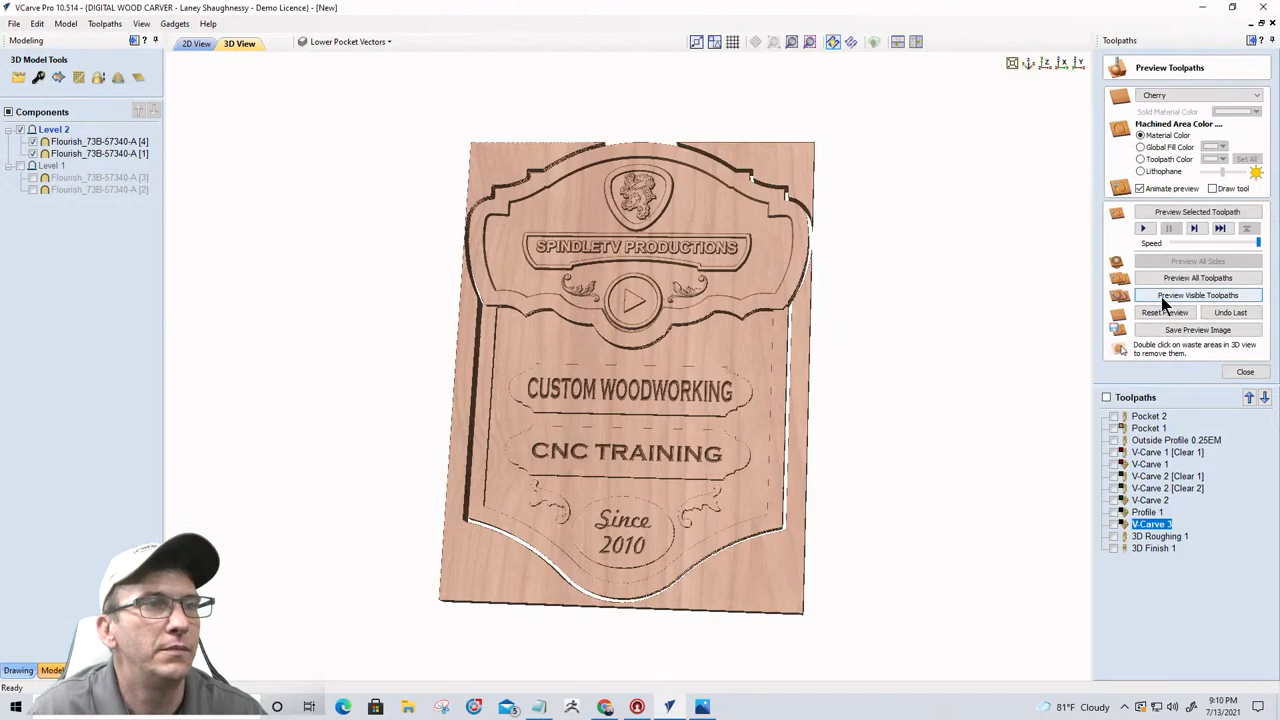 VCarve Pro 10.514 - {DIGITAL WOOD CARVER - Laney Shaughnessy - Demo Licence} - [New]
File Edit Model Toolpaths View Gadgets Help
Modeling
3D Model Tools
Components
Level 2
Flourish_73B-57340-A [4]
Flourish_73B-57340-A [1]
Level 1
Flourish_73B-57340-A [3]
Flourish_73B-57340-A [2]
Drawing
Ready
2D View 3D View Lower Pocket Vectors
SPINDLETV PRODUCTIONS
CUSTOM WOODWORKING
CNC TRAINING
Since
2010
Toolpaths
Preview Toolpaths
Cherry
Solid Material Color
Machined Area Color ....
Material Color
Global Fill Color
Toolpath Color Set All
Lithophane
Animate preview Draw tool
Preview Selected Toolpath
Speed
Preview All Sides
Preview All Toolpaths
Preview Visible Toolpaths
Reset Preview Undo Last
Save Preview Image
Double click on waste areas in 3D view
to remove them.
Close
Toolpaths
Pocket 2
Pocket 1
Outside Profile 0.25EM
V-Carve 1 [Clear 1]
V-Carve 1
V-Carve 2 [Clear 1]
V-Carve 2 [Clear 2]
V-Carve 2
Profile 1
V-Carve 3
3D Roughing 1
3D Finish 1
81°F Cloudy
9:10 PM
7/13/2021